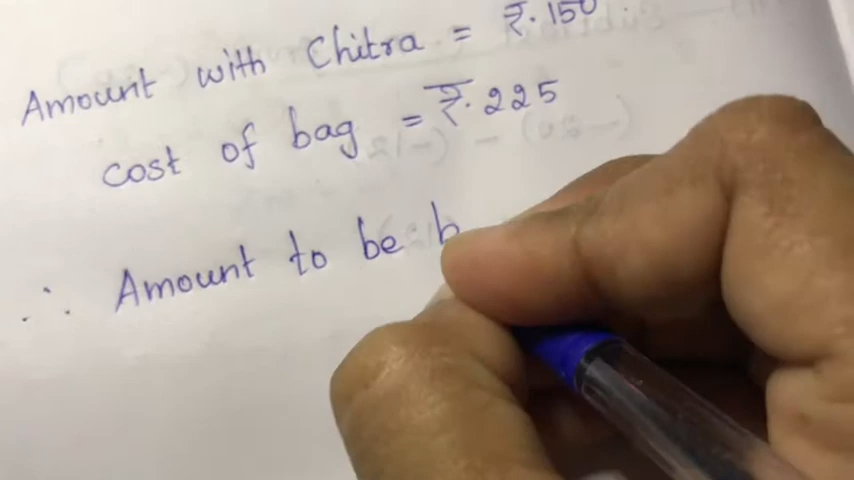 Amount with Chitra = ₹.150
cost of bag = ₹.225
∴ Amount to be b